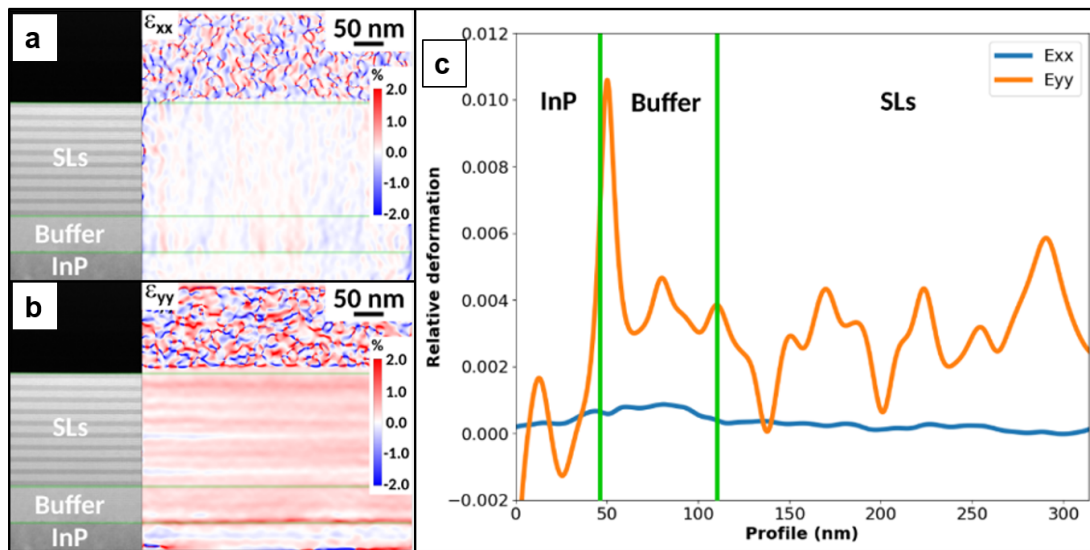 a
εxx
50 nm
%
2.0
1.0
0.0
-1.0
-2.0
SLs
Buffer
InP
b
εyy
50 nm
%
2.0
1.0
0.0
-1.0
-2.0
SLs
Buffer
InP
c
Exx
Eyy
InP
Buffer
SLs
Relative deformation
0.012
0.010
0.008
0.006
0.004
0.002
0.000
−0.002
0 50 100 150 200 250 300
Profile (nm)